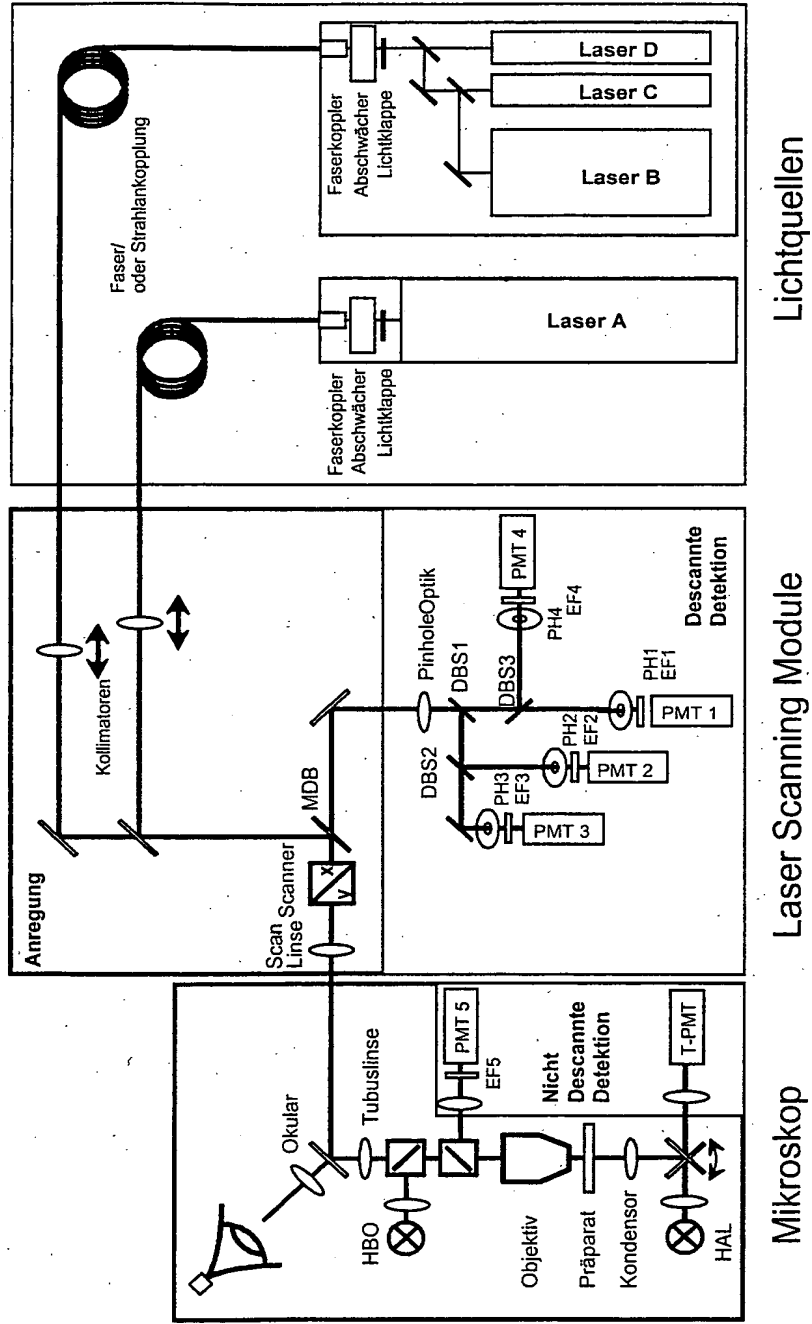 Mikroskop
Okular
Tubuslinse
HBO
PMT 5
EF5
Nicht
Descannte
Detektion
Objektiv
Präparat
Kondensor
HAL
T-PMT
Laser Scanning Module
Anregung
Kollimatoren
Scan
Linse
Scanner
x
y
MDB
PinholeOptik
DBS1
DBS2
DBS3
PH4
EF4
PMT 4
PH1
EF1
PMT 1
PH2
EF2
PMT 2
PH3
EF3
PMT 3
Descannte
Detektion
Lichtquellen
Faser/
oder Strahlankopplung
Faserkoppler
Abschwächer
Lichtklappe
Laser A
Faserkoppler
Abschwächer
Lichtklappe
Laser B
Laser C
Laser D